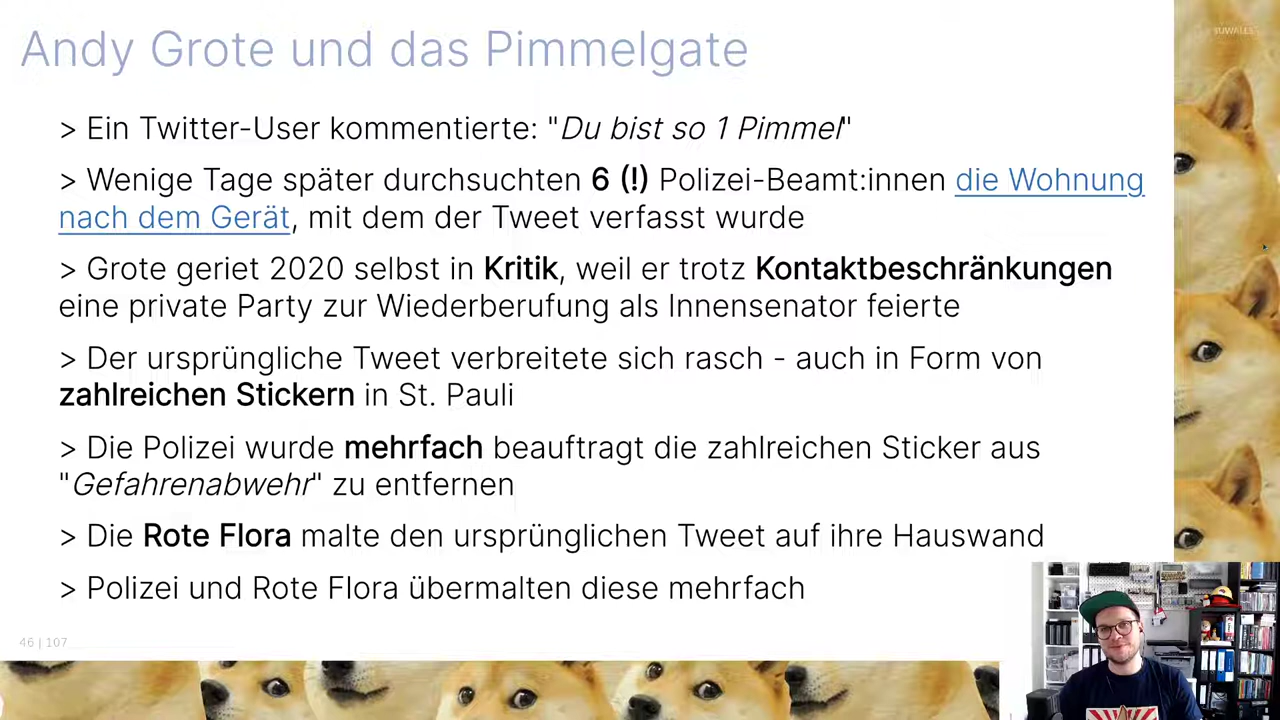 Andy Grote und das Pimmelgate
> Ein Twitter-User kommentierte: "Du bist so 1 Pimmel"
> Wenige Tage später durchsuchten 6 (!) Polizei-Beamt:innen die Wohnung
nach dem Gerät, mit dem der Tweet verfasst wurde
> Grote geriet 2020 selbst in Kritik, weil er trotz Kontaktbeschränkungen
eine private Party zur Wiederberufung als Innensenator feierte
> Der ursprüngliche Tweet verbreitete sich rasch - auch in Form von
zahlreichen Stickern in St. Pauli
> Die Polizei wurde mehrfach beauftragt die zahlreichen Sticker aus
"Gefahrenabwehr" zu entfernen
> Die Rote Flora malte den ursprünglichen Tweet auf ihre Hauswand
> Polizei und Rote Flora übermalten diese mehrfach
46 | 107